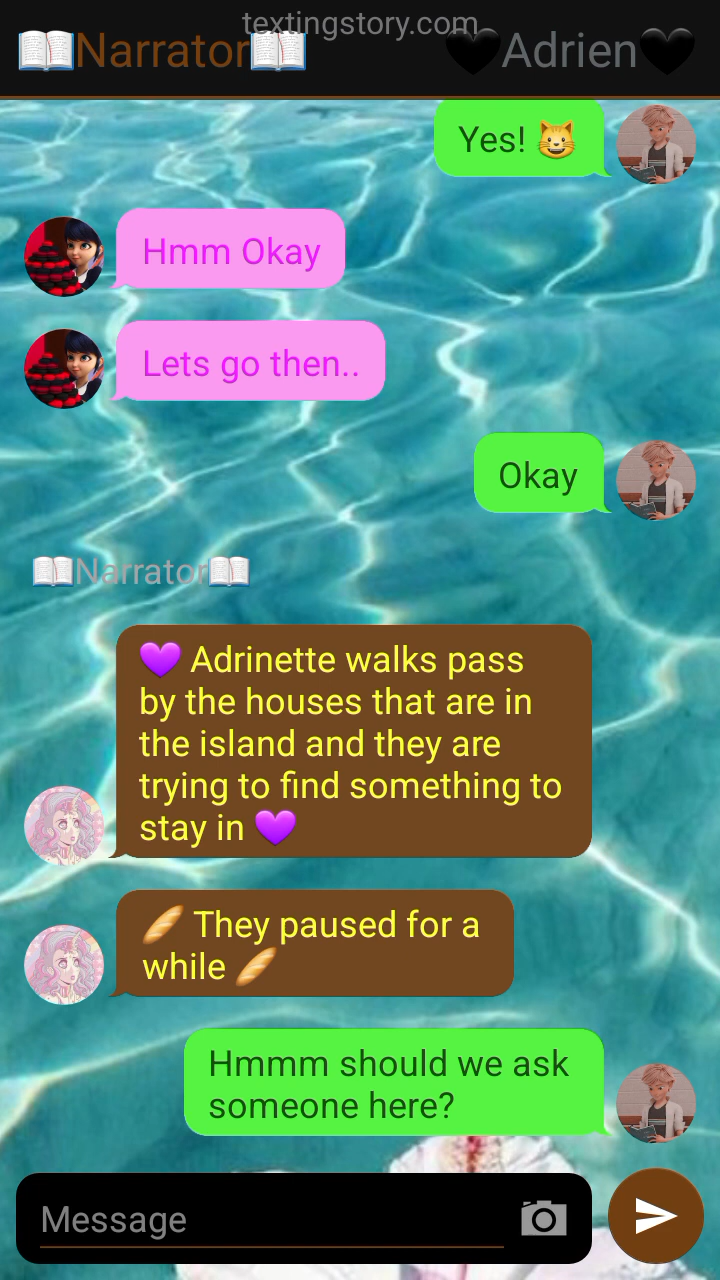 textingstory.com
📖Narrator📖
🖤Adrien🖤
Yes! 😺
Hmm Okay
Lets go then..
Okay
📖Narrator📖
💜 Adrinette walks pass
by the houses that are in
the island and they are
trying to find something to
stay in 💜
🥖 They paused for a
while 🥖
Hmmm should we ask
someone here?
Message